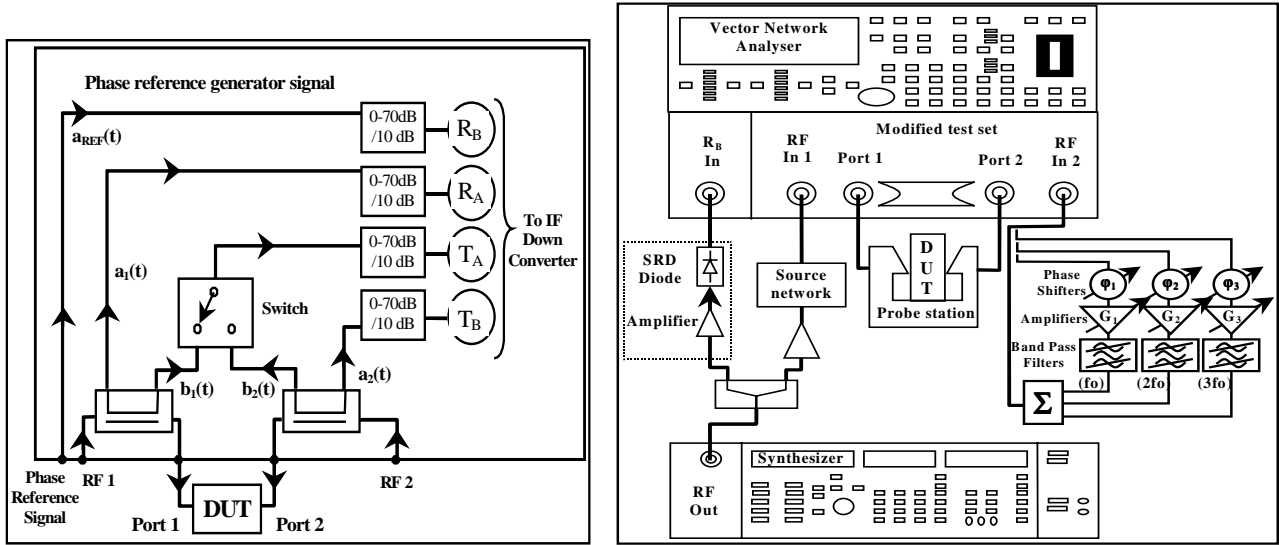 Phase reference generator signal
a_REF(t)
0-70dB
/10 dB
R_B
0-70dB
/10 dB
R_A
0-70dB
/10 dB
T_A
0-70dB
/10 dB
T_B
To IF
Down
Converter
a₁(t)
Switch
b₁(t)
b₂(t)
a₂(t)
Phase
Reference
Signal
RF 1
RF 2
Port 1
DUT
Port 2
Vector Network
Analyser
Modified test set
R_B
In
RF
In 1
Port 1
Port 2
RF
In 2
SRD
Diode
Amplifier
Source
network
D
U
T
Probe station
Phase
Shifters
φ₁
φ₂
φ₃
Amplifiers
G₁
G₂
G₃
Band Pass
Filters
(fo)
(2fo)
(3fo)
Σ
Synthesizer
RF
Out